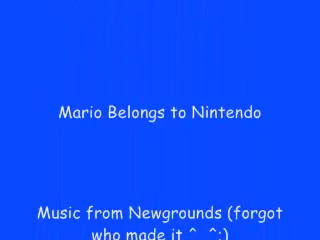 Mario Belongs to Nintendo
Music from Newgrounds (forgot
who made it ^_^;)